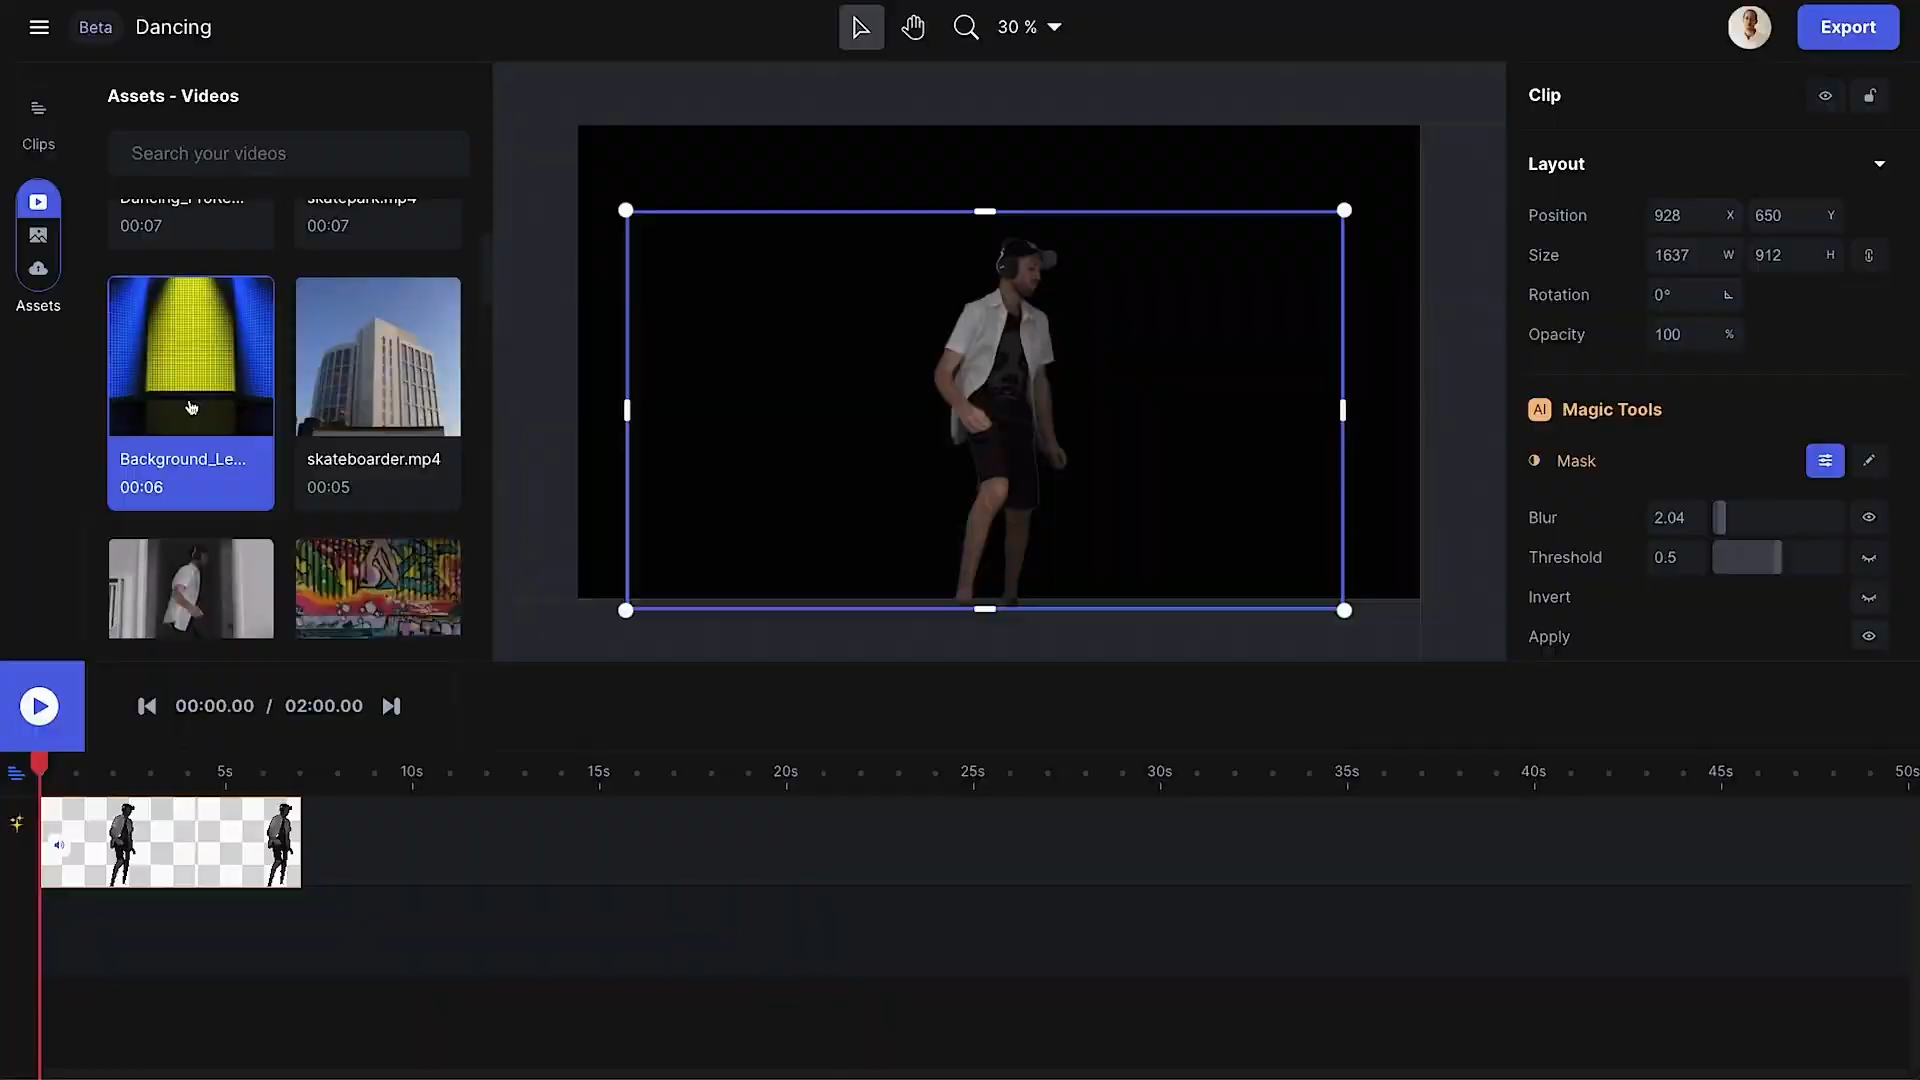 Beta
Dancing
30 %
Export
Assets - Videos
Search your videos
Clips
Assets
Dancing_ProRe...
skatepark.mp4
00:07
00:07
Background_Le...
00:06
skateboarder.mp4
00:05
Clip
Layout
Position 928 X 650 Y
Size 1637 W 912 H
Rotation 0°
Opacity 100 %
AI Magic Tools
Mask
Blur 2.04
Threshold 0.5
Invert
Apply
00:00.00 / 02:00.00
5s 10s 15s 20s 25s 30s 35s 40s 45s 50s